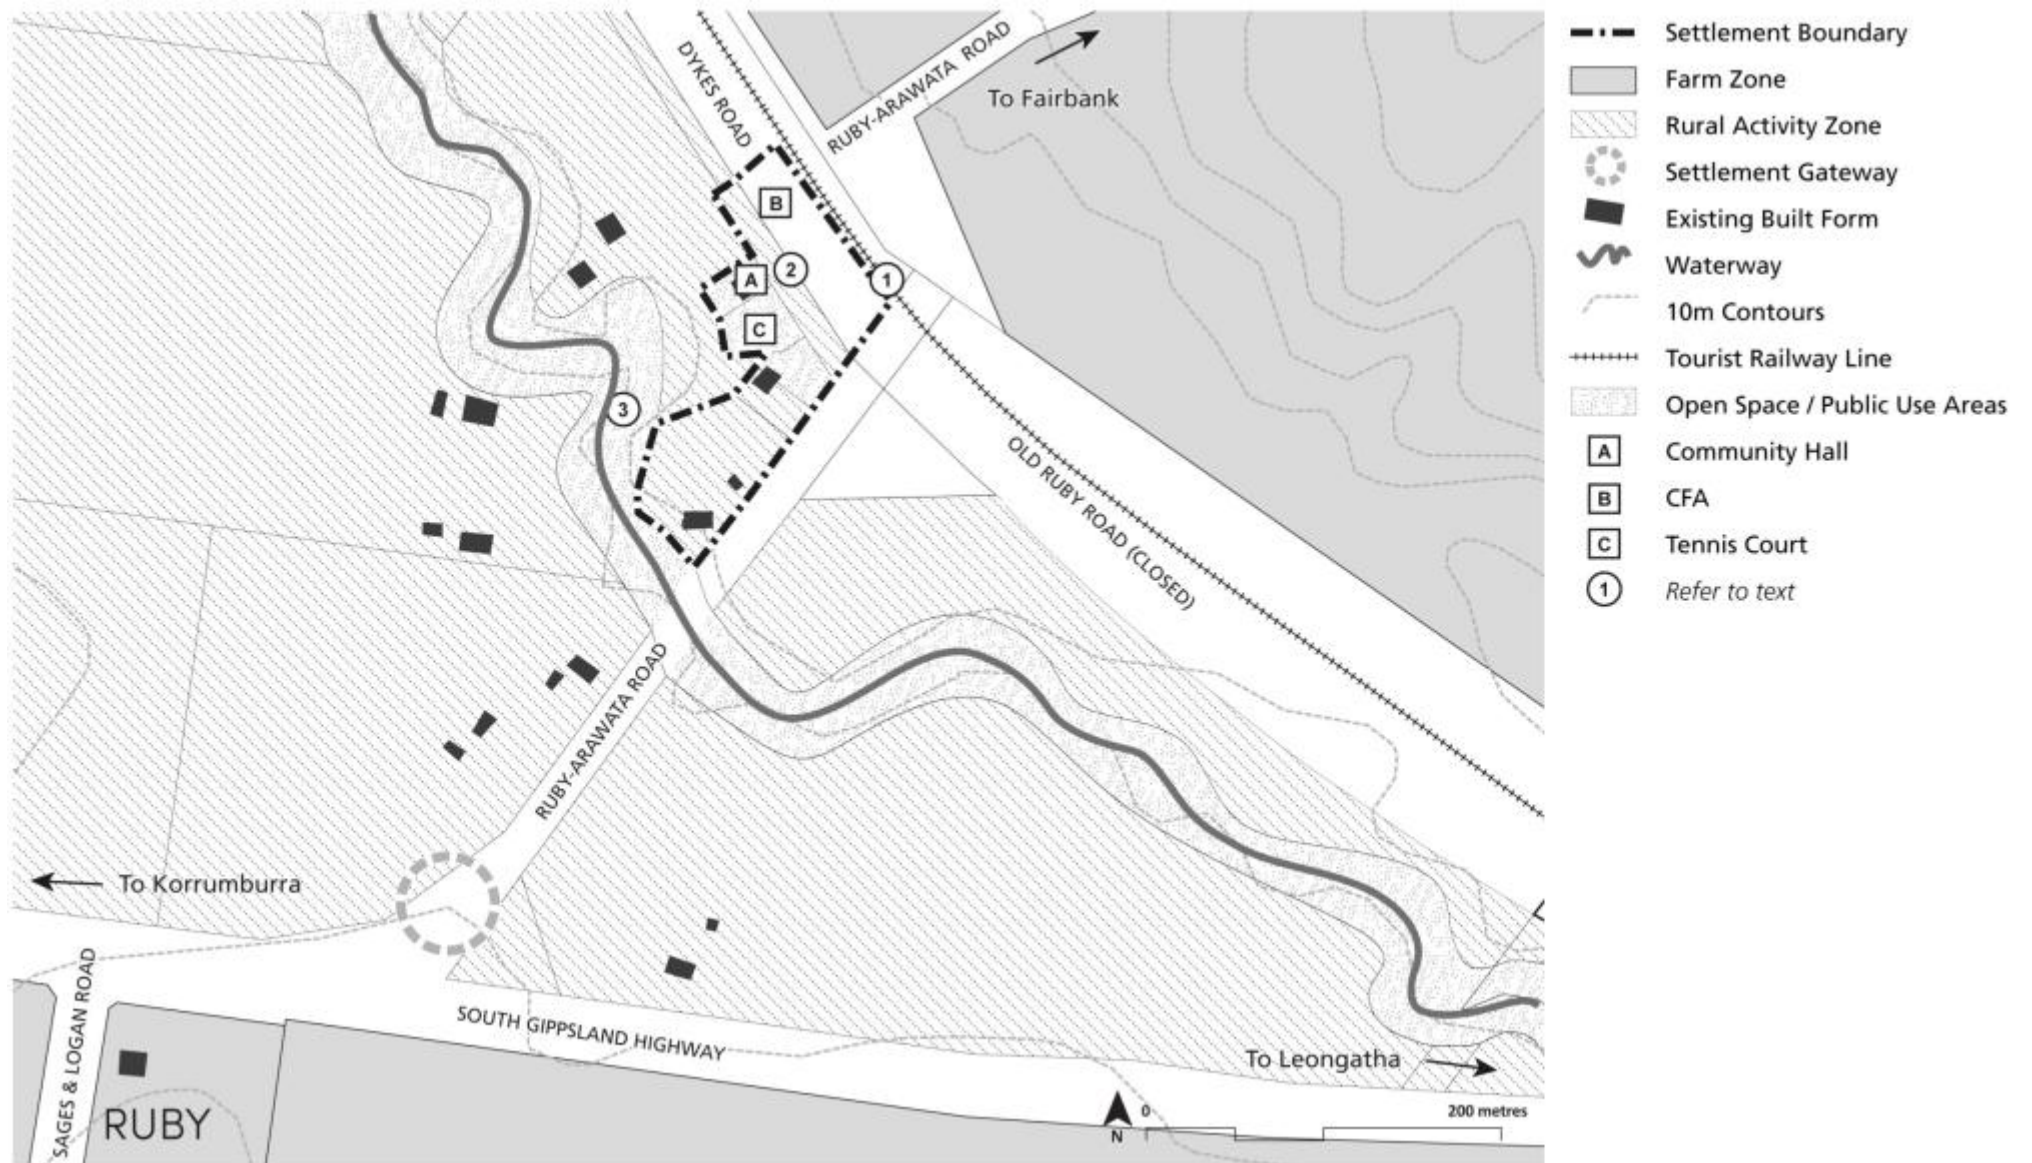 DYKES ROAD
RUBY-ARAWATA ROAD
To Fairbank
B
A
2
1
C
3
OLD RUBY ROAD (CLOSED)
RUBY-ARAWATA ROAD
To Korrumburra
SAGES & LOGAN ROAD
SOUTH GIPPSLAND HIGHWAY
To Leongatha
RUBY
N
0
200 metres
Settlement Boundary
Farm Zone
Rural Activity Zone
Settlement Gateway
Existing Built Form
Waterway
10m Contours
Tourist Railway Line
Open Space / Public Use Areas
A Community Hall
B CFA
C Tennis Court
1 Refer to text